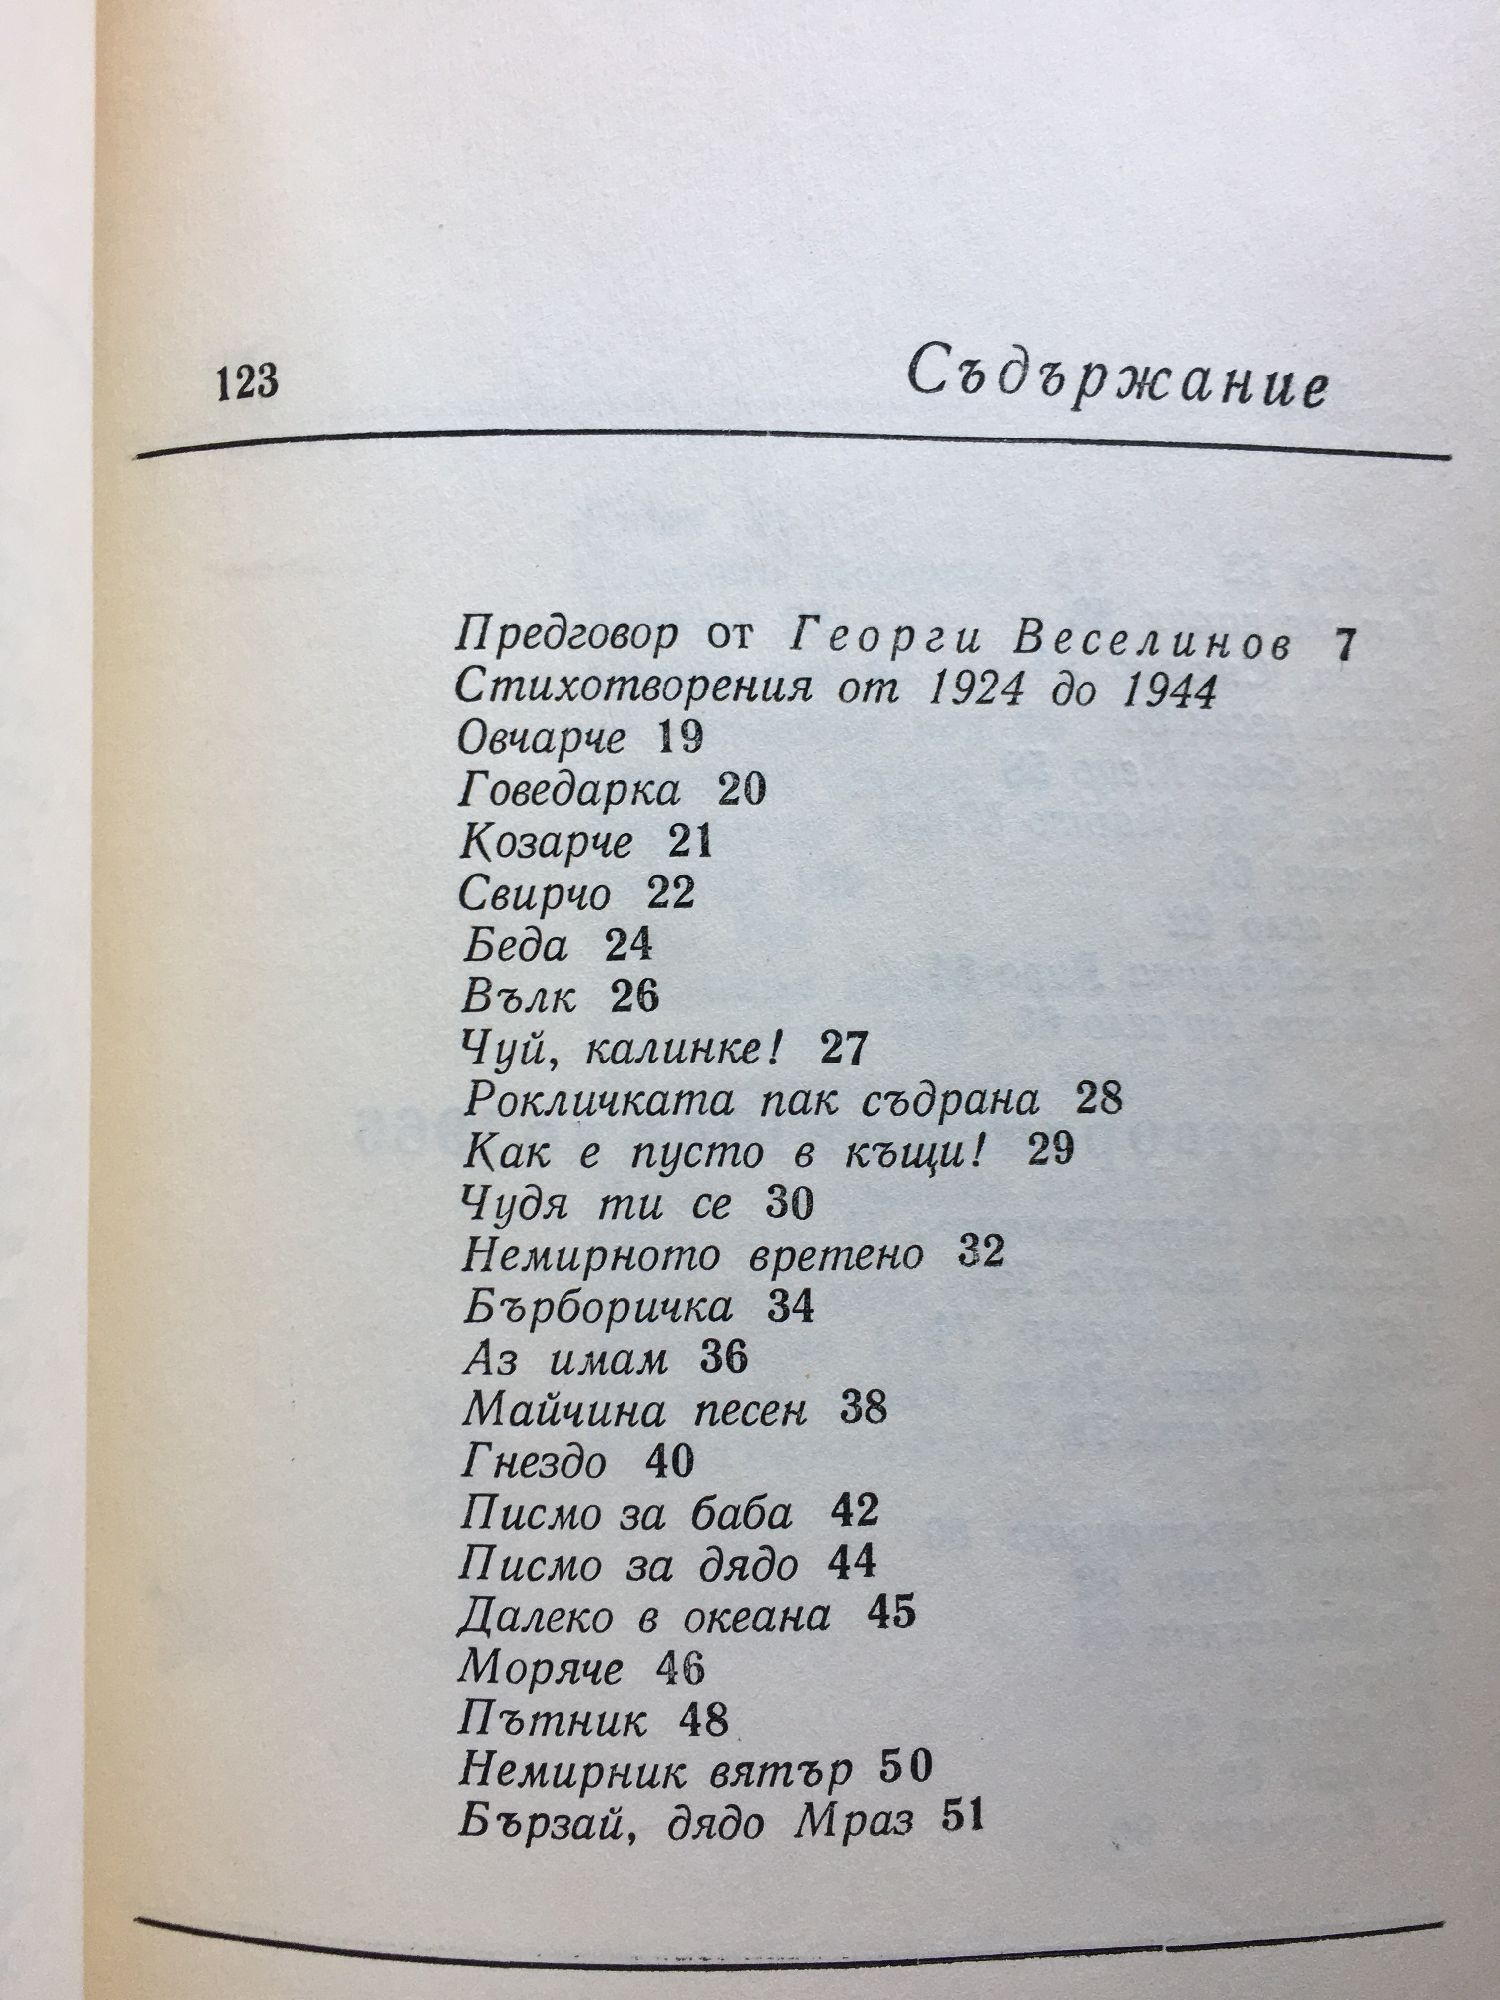 123 Съдържание
Предговор от Георги Веселинов 7
Стихотворения от 1924 до 1944
Овчарче 19
Говедарка 20
Козарче 21
Свирчо 22
Беда 24
Вълк 26
Чуй, калинке! 27
Рокличката пак съдрана 28
Как е пусто в къщи! 29
Чудя ти се 30
Немирното вретено 32
Бърборичка 34
Аз имам 36
Майчина песен 38
Гнездо 40
Писмо за баба 42
Писмо за дядо 44
Далеко в океана 45
Моряче 46
Пътник 48
Немирник вятър 50
Бързай, дядо Мраз 51